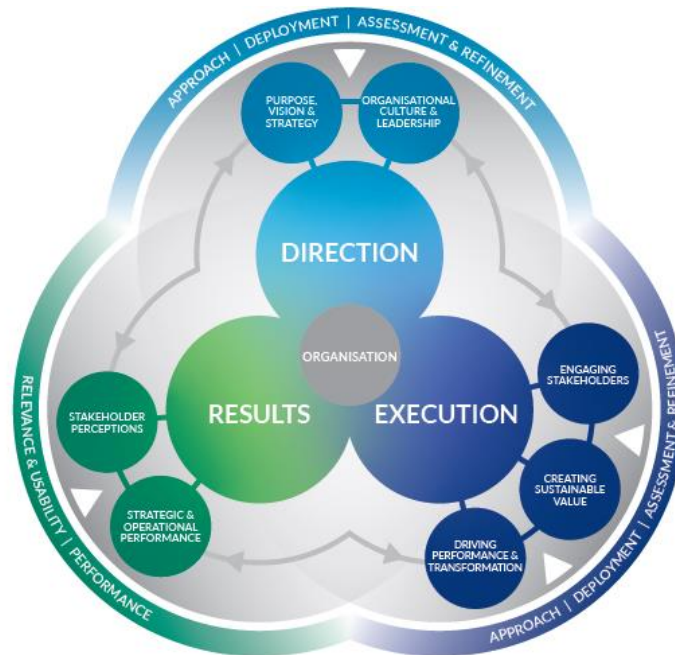 APPROACH | DEPLOYMENT | ASSESSMENT & REFINEMENT
PURPOSE,
VISION &
STRATEGY
ORGANISATIONAL
CULTURE &
LEADERSHIP
DIRECTION
ORGANISATION
RESULTS
EXECUTION
ENGAGING
STAKEHOLDERS
CREATING
SUSTAINABLE
VALUE
DRIVING
PERFORMANCE &
TRANSFORMATION
STAKEHOLDER
PERCEPTIONS
STRATEGIC
& OPERATIONAL
PERFORMANCE
RELEVANCE & USABILITY | PERFORMANCE
APPROACH | DEPLOYMENT | ASSESSMENT & REFINEMENT